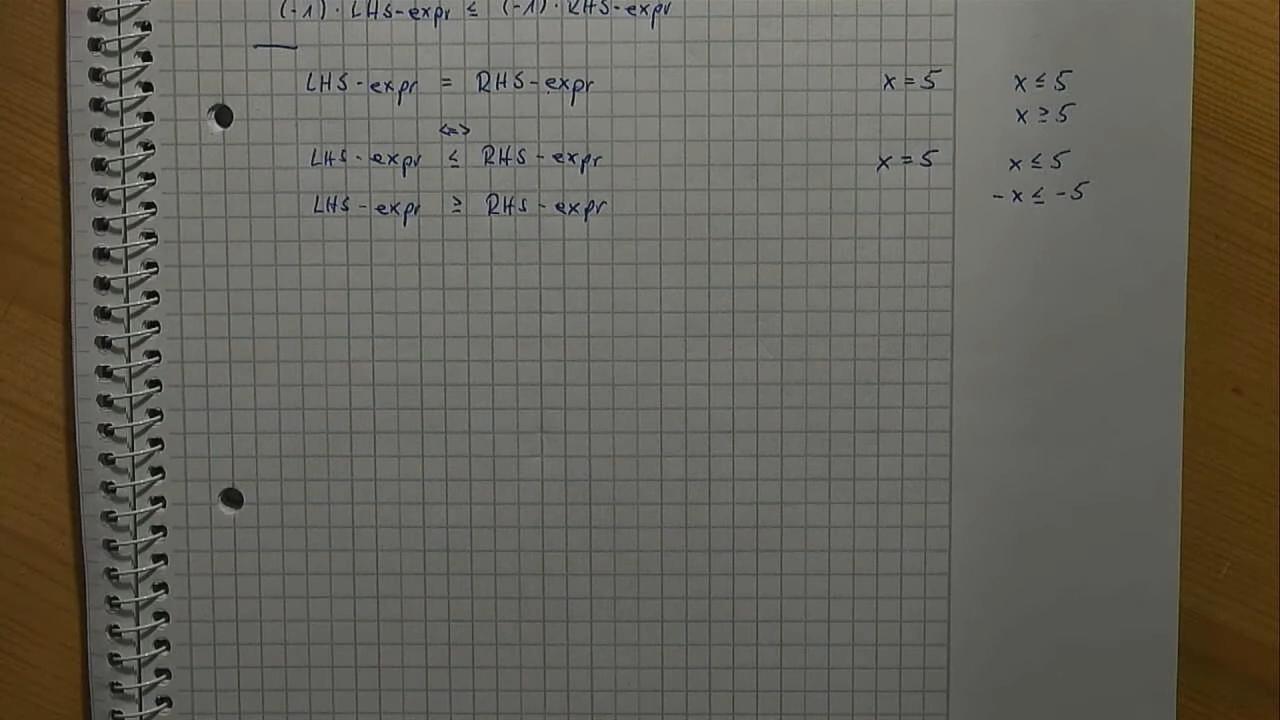 (-1) · LHS-expr ≤ (-1) · RHS-expr
LHS-expr = RHS-expr x = 5 x ≤ 5
x ≥ 5
<=>
LHS-expr ≤ RHS-expr x = 5 x ≤ 5
-x ≤ -5
LHS-expr ≥ RHS-expr